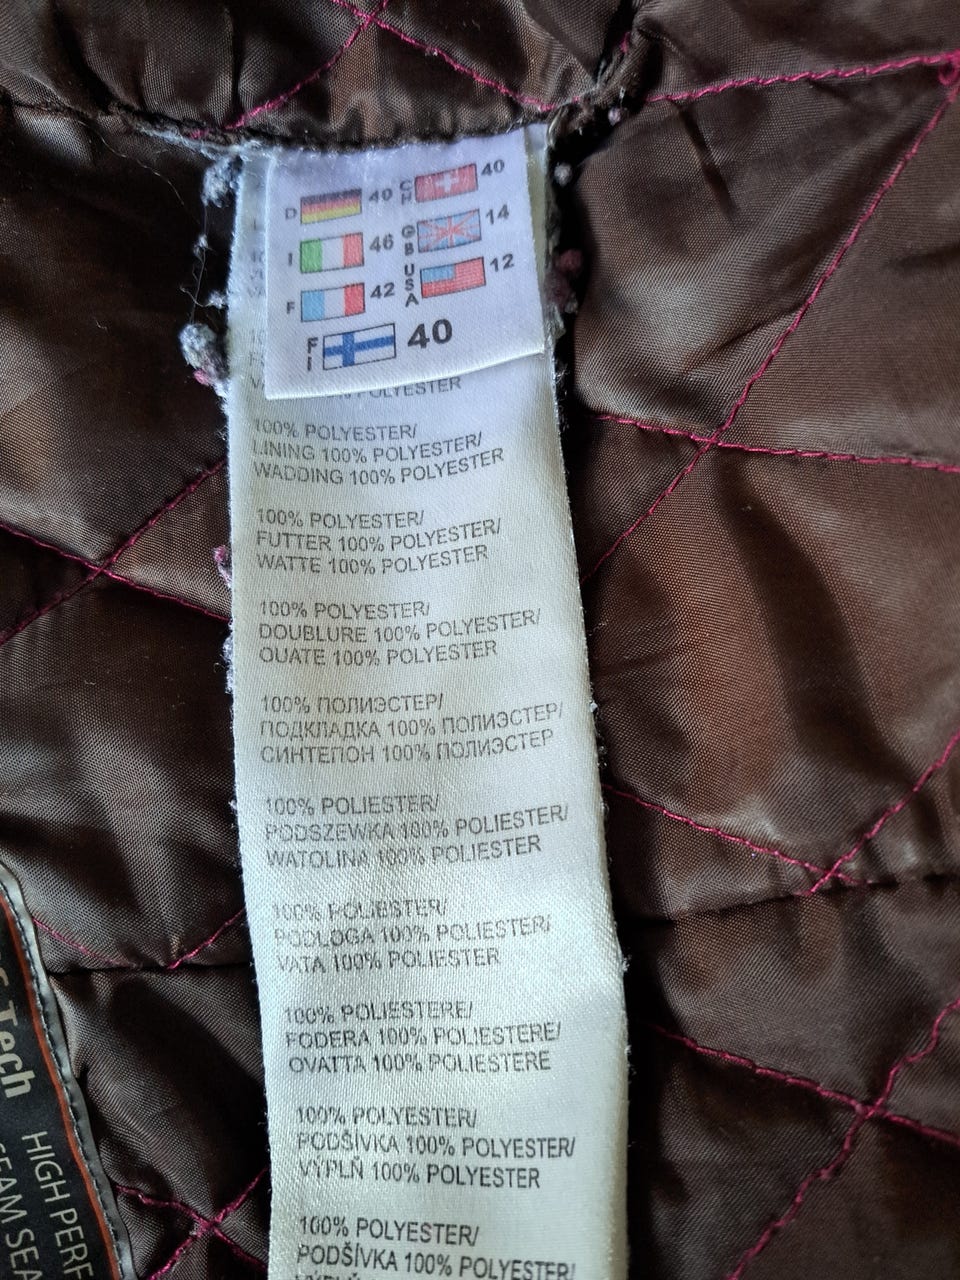 D 40 CH 40
I 46 GB 14
F 42 USA 12
FI 40
POLYESTER
100% POLYESTER/
LINING 100% POLYESTER/
WADDING 100% POLYESTER
100% POLYESTER/
FUTTER 100% POLYESTER/
WATTE 100% POLYESTER
100% POLYESTER/
DOUBLURE 100% POLYESTER/
OUATE 100% POLYESTER
100% ПОЛИЭСТЕР/
ПОДКЛАДКА 100% ПОЛИЭСТЕР/
СИНТЕПОН 100% ПОЛИЭСТЕР
100% POLIESTER/
PODSZEWKA 100% POLIESTER/
WATOLINA 100% POLIESTER
100% POLIESTER/
PODLOGA 100% POLIESTER/
VATA 100% POLIESTER
100% POLIESTERE/
FODERA 100% POLIESTERE/
OVATTA 100% POLIESTERE
100% POLYESTER/
PODŠÍVKA 100% POLYESTER/
VÝPLŇ 100% POLYESTER
100% POLYESTER/
PODŠÍVKA 100% POLYESTER/
Tech
HIGH PERF
SEAM SEA